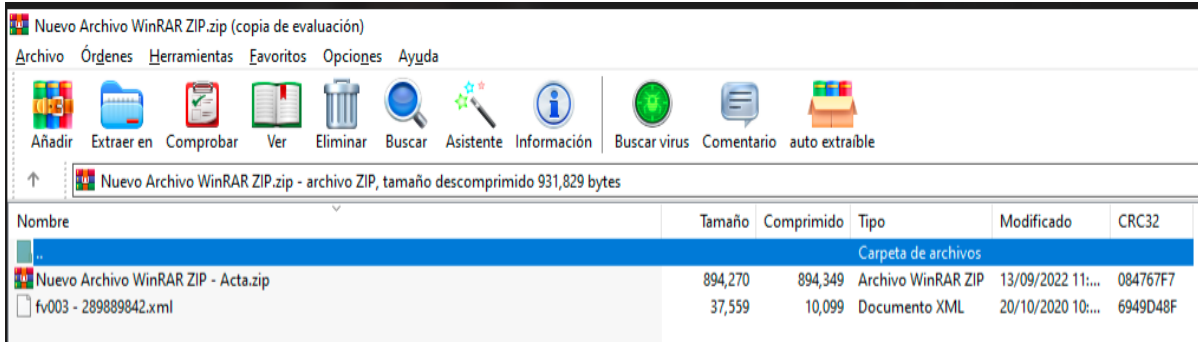 Nuevo Archivo WinRAR ZIP.zip (copia de evaluación)
Archivo Órdenes Herramientas Favoritos Opciones Ayuda
Añadir Extraer en Comprobar Ver Eliminar Buscar Asistente Información Buscar virus Comentario auto extraíble
Nuevo Archivo WinRAR ZIP.zip - archivo ZIP, tamaño descomprimido 931,829 bytes
Nombre Tamaño Comprimido Tipo Modificado CRC32
.. Carpeta de archivos
Nuevo Archivo WinRAR ZIP - Acta.zip 894,270 894,349 Archivo WinRAR ZIP 13/09/2022 11:... 084767F7
fv003 - 289889842.xml 37,559 10,099 Documento XML 20/10/2020 10:... 6949D48F